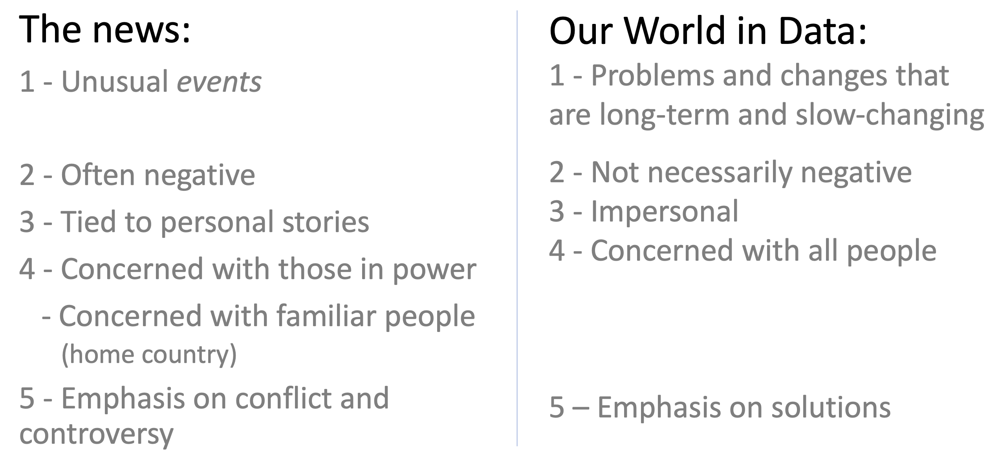 The news:
1 - Unusual events
2 - Often negative
3 - Tied to personal stories
4 - Concerned with those in power
- Concerned with familiar people
(home country)
5 - Emphasis on conflict and
controversy
Our World in Data:
1 - Problems and changes that
are long-term and slow-changing
2 - Not necessarily negative
3 - Impersonal
4 - Concerned with all people
5 – Emphasis on solutions